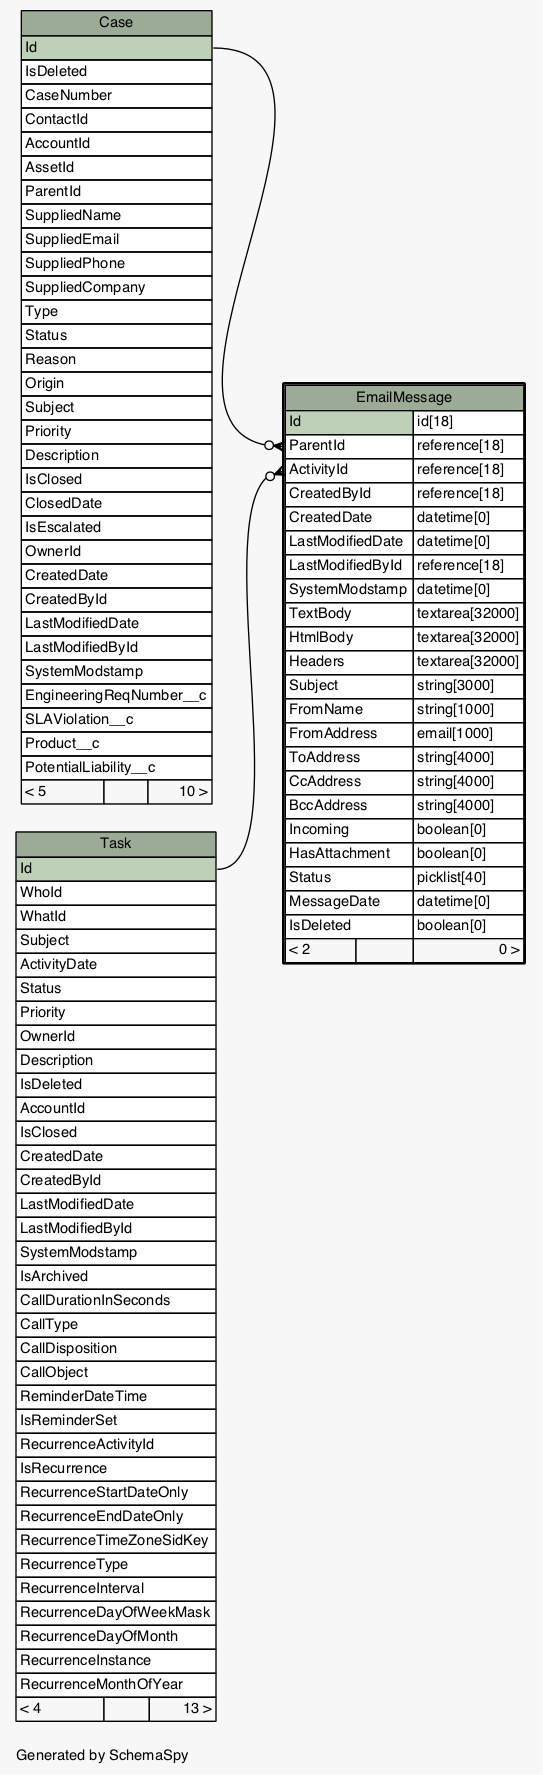 Case
Id
IsDeleted
CaseNumber
ContactId
AccountId
AssetId
ParentId
SuppliedName
SuppliedEmail
SuppliedPhone
SuppliedCompany
Type
Status
Reason
Origin
Subject
Priority
Description
IsClosed
ClosedDate
IsEscalated
OwnerId
CreatedDate
CreatedById
LastModifiedDate
LastModifiedById
SystemModstamp
EngineeringReqNumber__c
SLAViolation__c
Product__c
PotentialLiability__c
< 5 10 >
EmailMessage
Id id[18]
ParentId reference[18]
ActivityId reference[18]
CreatedById reference[18]
CreatedDate datetime[0]
LastModifiedDate datetime[0]
LastModifiedById reference[18]
SystemModstamp datetime[0]
TextBody textarea[32000]
HtmlBody textarea[32000]
Headers textarea[32000]
Subject string[3000]
FromName string[1000]
FromAddress email[1000]
ToAddress string[4000]
CcAddress string[4000]
BccAddress string[4000]
Incoming boolean[0]
HasAttachment boolean[0]
Status picklist[40]
MessageDate datetime[0]
IsDeleted boolean[0]
< 2 0 >
Task
Id
WhoId
WhatId
Subject
ActivityDate
Status
Priority
OwnerId
Description
IsDeleted
AccountId
IsClosed
CreatedDate
CreatedById
LastModifiedDate
LastModifiedById
SystemModstamp
IsArchived
CallDurationInSeconds
CallType
CallDisposition
CallObject
ReminderDateTime
IsReminderSet
RecurrenceActivityId
IsRecurrence
RecurrenceStartDateOnly
RecurrenceEndDateOnly
RecurrenceTimeZoneSidKey
RecurrenceType
RecurrenceInterval
RecurrenceDayOfWeekMask
RecurrenceDayOfMonth
RecurrenceInstance
RecurrenceMonthOfYear
< 4 13 >
Generated by SchemaSpy